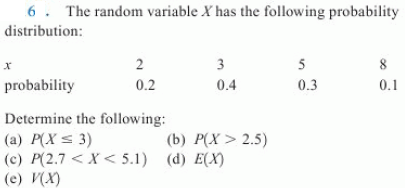 6 . The random variable X has the following probability
distribution:
x 2 3 5 8
probability 0.2 0.4 0.3 0.1
Determine the following:
(a) P(X ≤ 3) (b) P(X > 2.5)
(c) P(2.7 < X < 5.1) (d) E(X)
(e) V(X)